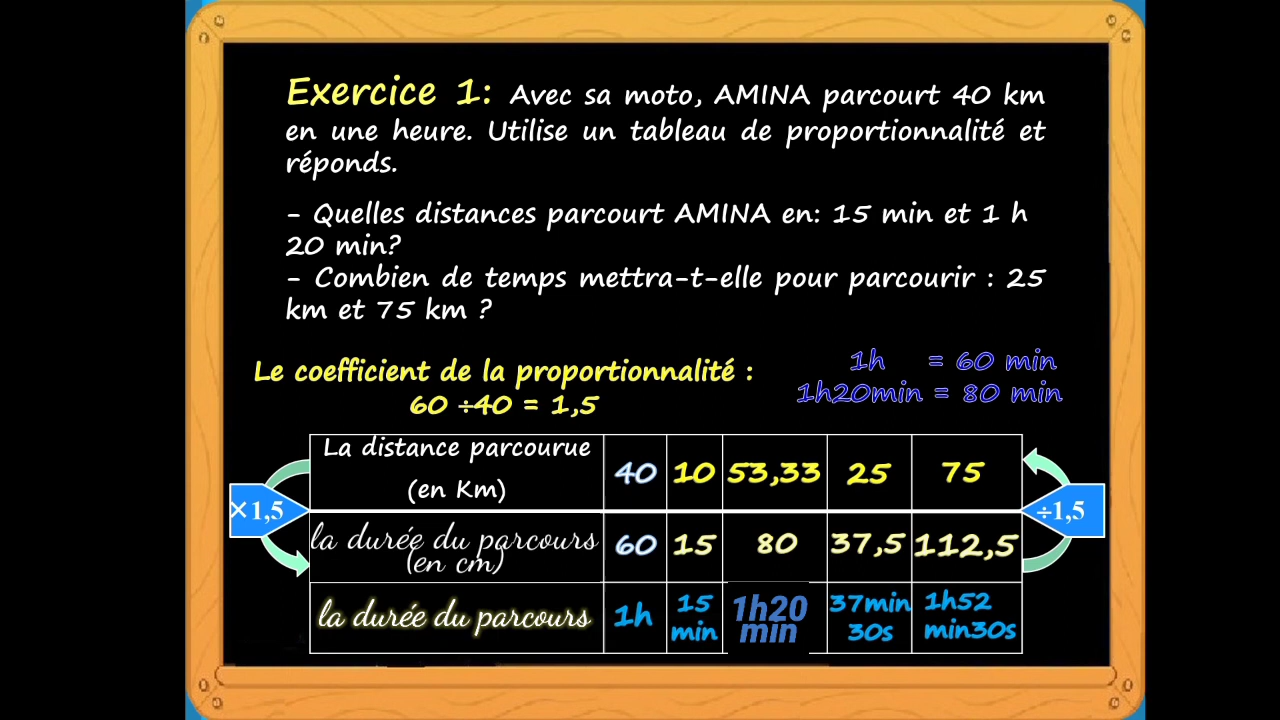 Exercice 1: Avec sa moto, AMINA parcourt 40 km
en une heure. Utilise un tableau de proportionnalité et
réponds.
- Quelles distances parcourt AMINA en: 15 min et 1 h
20 min?
- Combien de temps mettra-t-elle pour parcourir : 25
km et 75 km ?
Le coefficient de la proportionnalité :
60 ÷40 = 1,5
1h = 60 min
1h20min = 80 min
La distance parcourue
(en Km)
40 10 53,33 25 75
×1,5
÷1,5
la durée du parcours
(en cm)
60 15 80 37,5 112,5
la durée du parcours
1h
15
min
1h20
min
37min
30s
1h52
min30s